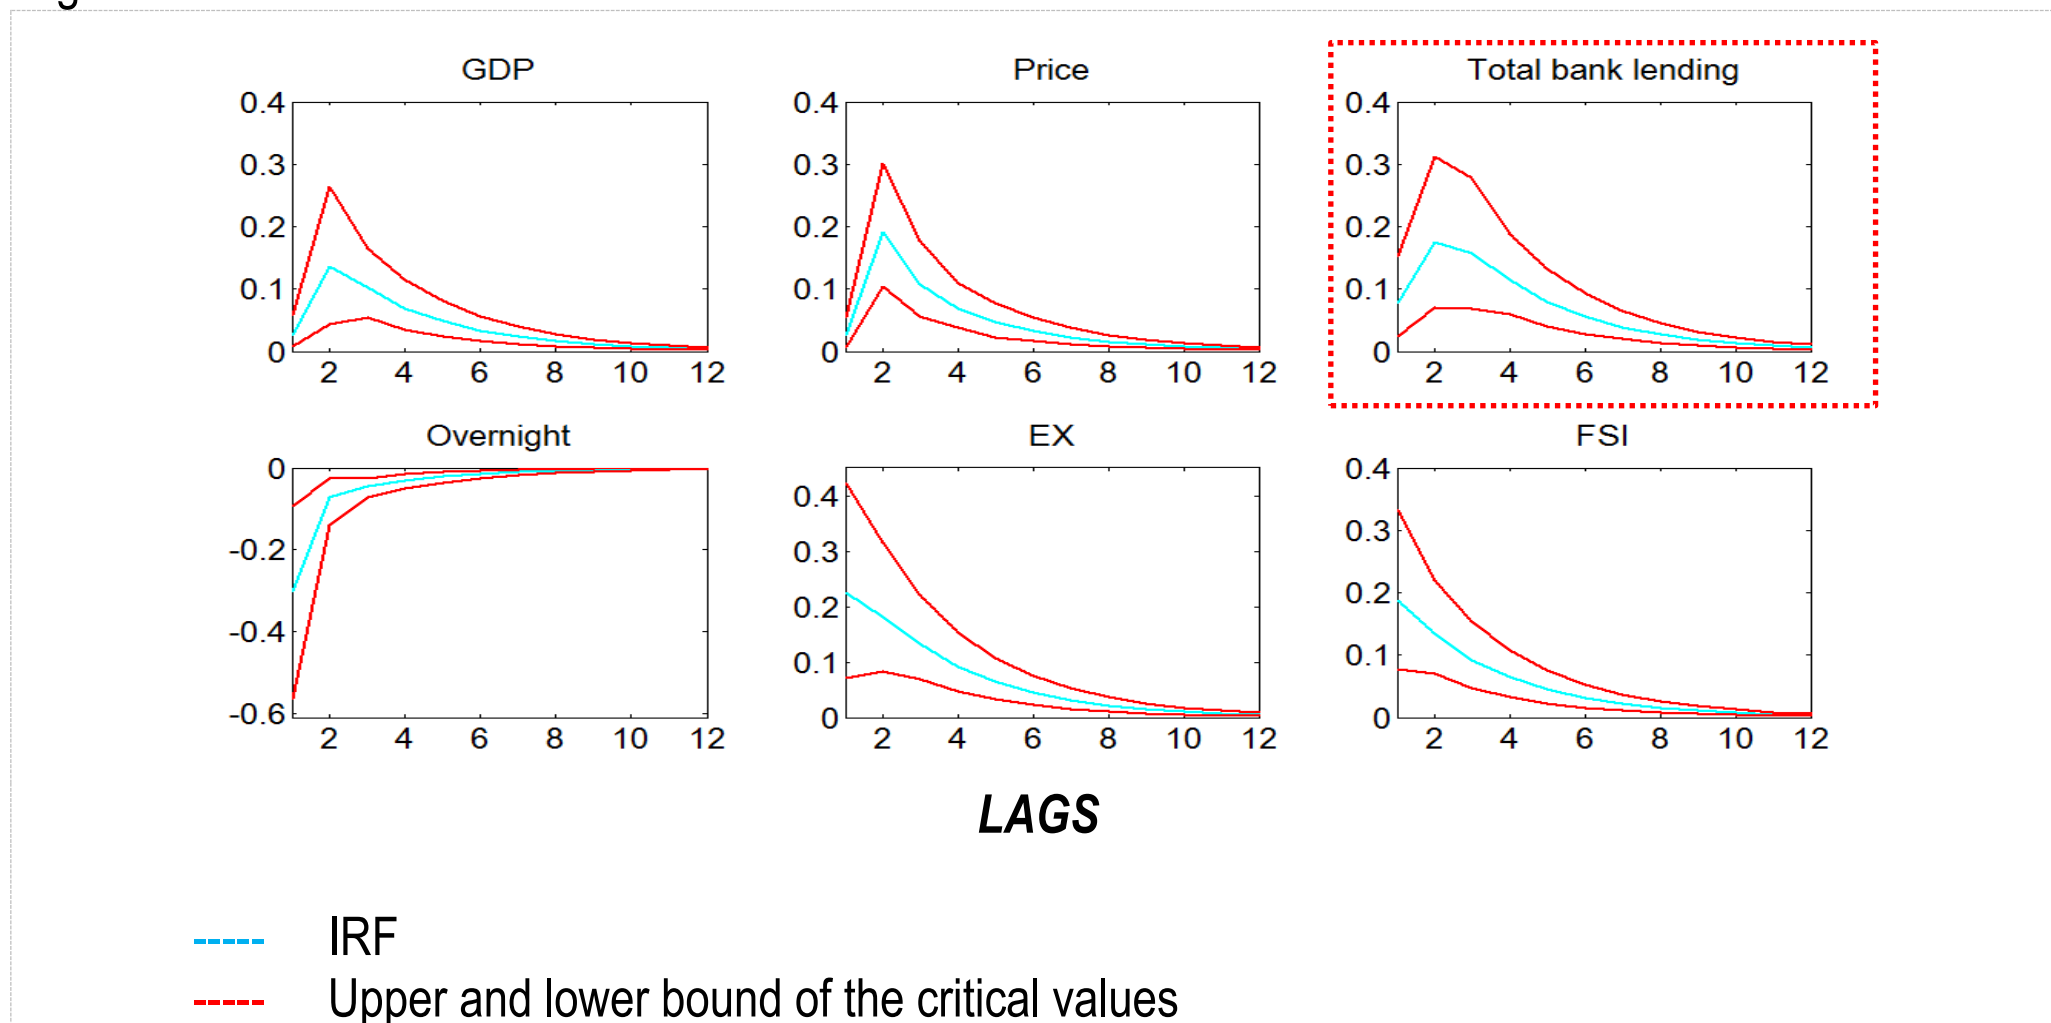 GDP Price Total bank lending
0.4 0.4 0.4
0.3 0.3 0.3
0.2 0.2 0.2
0.1 0.1 0.1
0 0 0
2 4 6 8 10 12 2 4 6 8 10 12 2 4 6 8 10 12
Overnight EX FSI
0 0.4 0.4
-0.2 0.3 0.3
-0.4 0.2 0.2
-0.6 0.1 0.1
0 0
2 4 6 8 10 12 2 4 6 8 10 12 2 4 6 8 10 12
LAGS
IRF
Upper and lower bound of the critical values